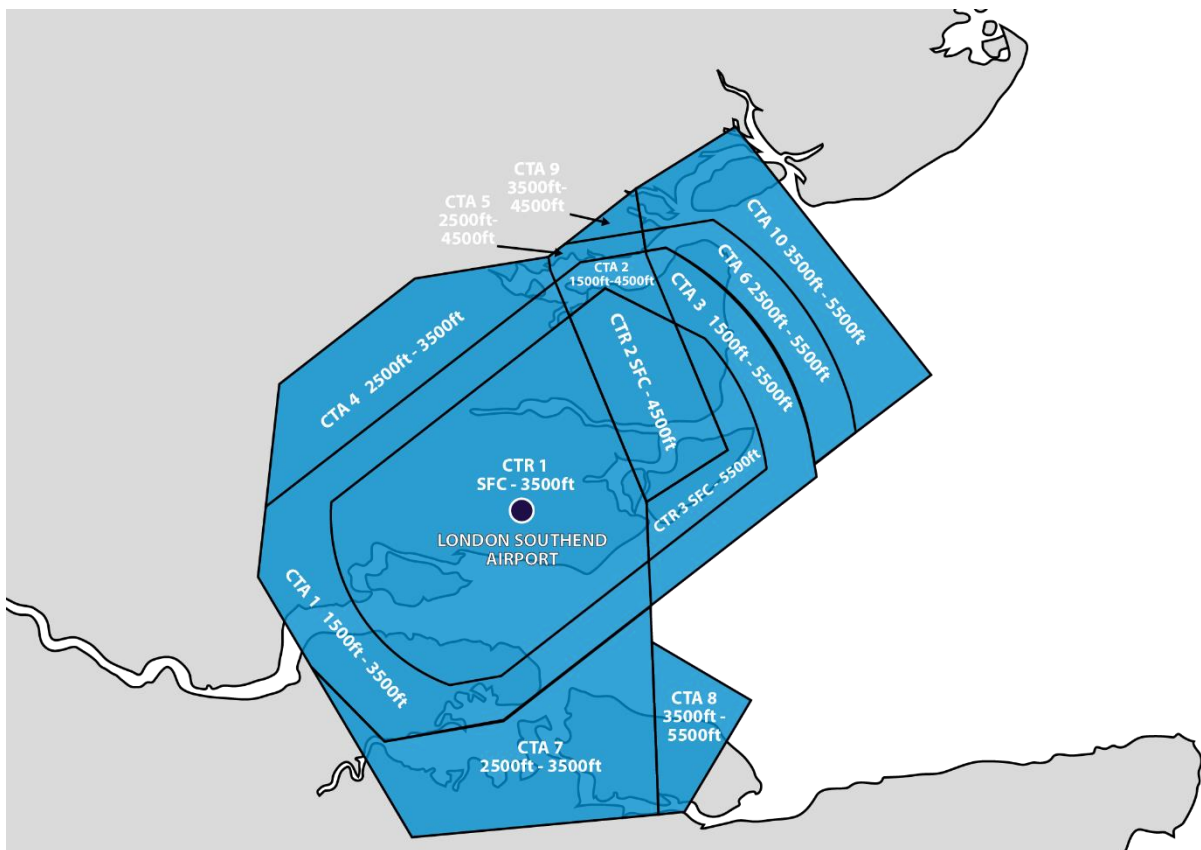 CTA 9
3500ft-
4500ft
CTA 5
2500ft-
4500ft
CTA 10 3500ft - 5500ft
CTA 2
1500ft-4500ft
CTA 6 2500ft - 5500ft
CTA 3 1500ft - 5500ft
CTA 4 2500ft - 3500ft
CTR 2 SFC - 4500ft
CTR 1
SFC - 3500ft
LONDON SOUTHEND
AIRPORT
CTR 3 SFC - 5500ft
CTA 1 1500ft - 3500ft
CTA 8
3500ft -
5500ft
CTA 7
2500ft - 3500ft